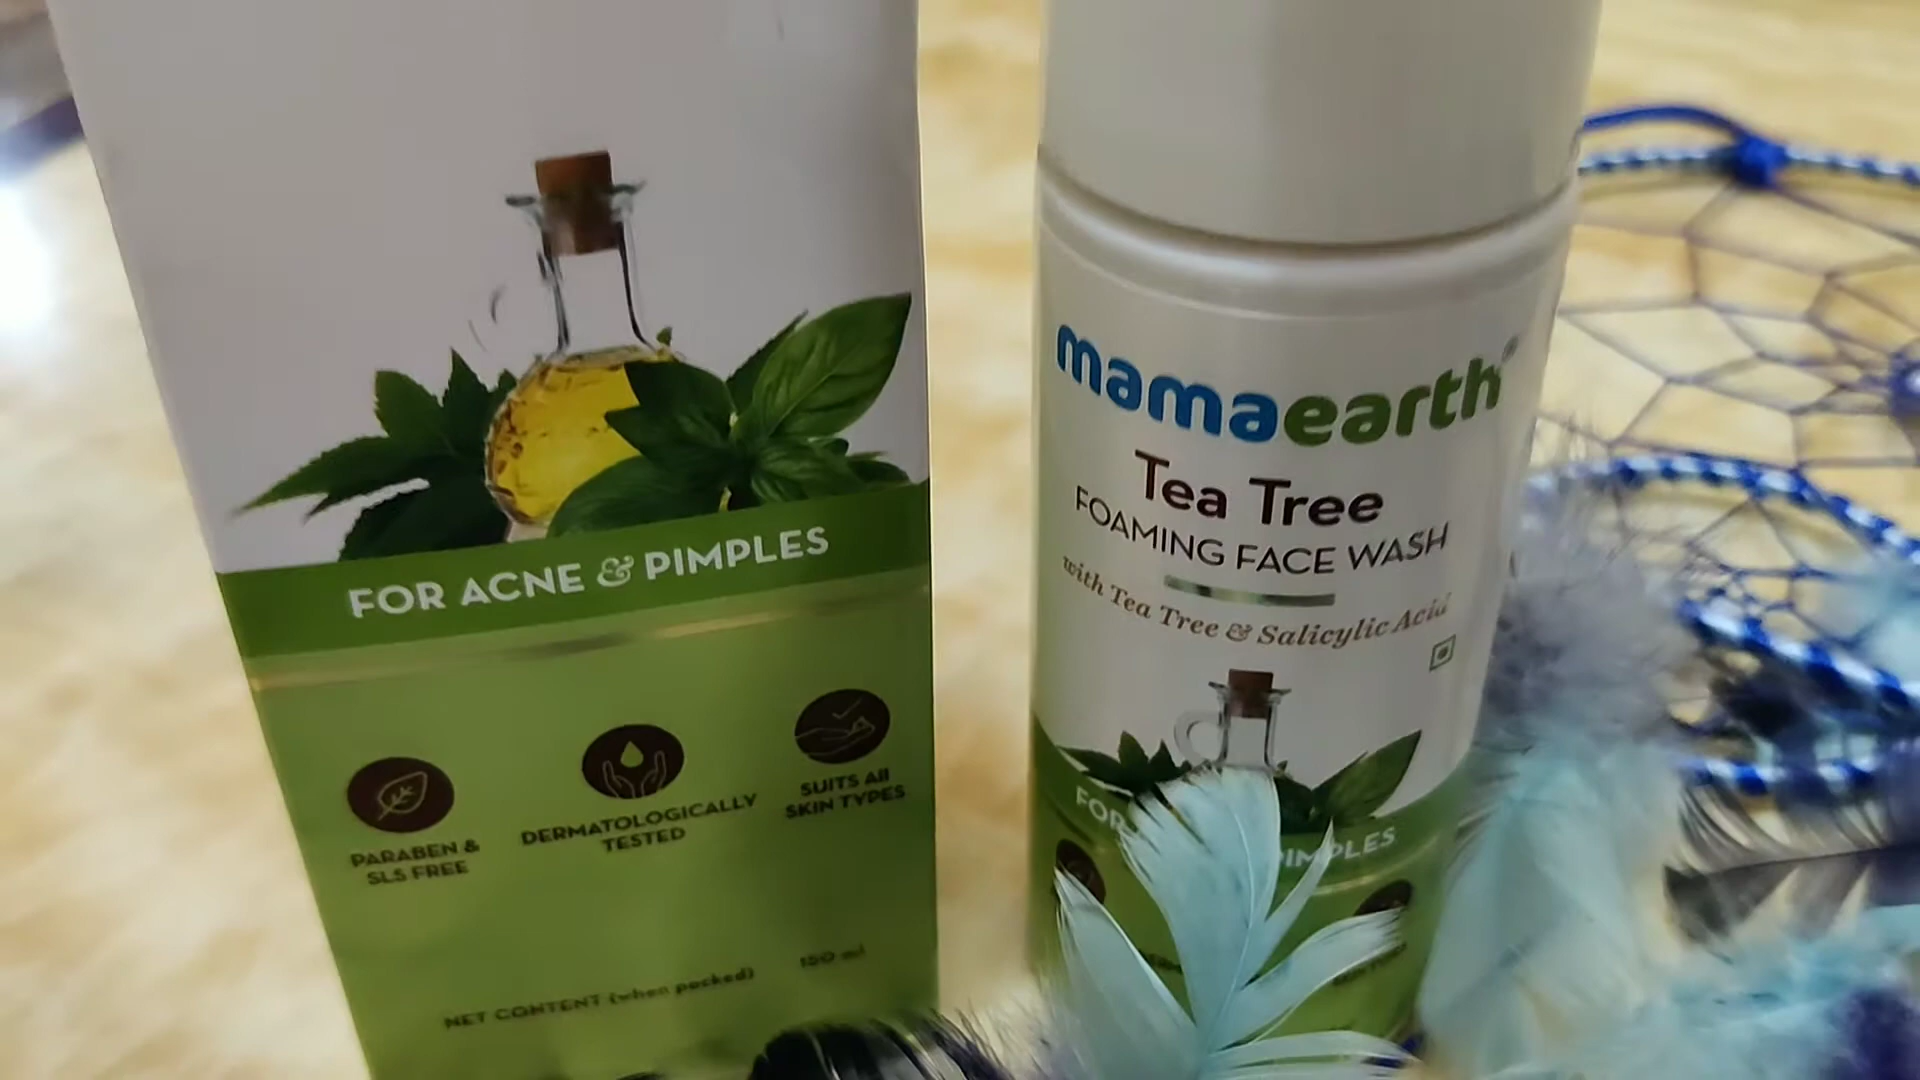 FOR ACNE & PIMPLES
PARABEN &
SLS FREE
DERMATOLOGICALLY
TESTED
SUITS All
SKIN TYPES
NET CONTENT (when packed) 150 ml
mamaearth
Tea Tree
FOAMING FACE WASH
with Tea Tree & Salicylic Acid
FOR PIMPLES